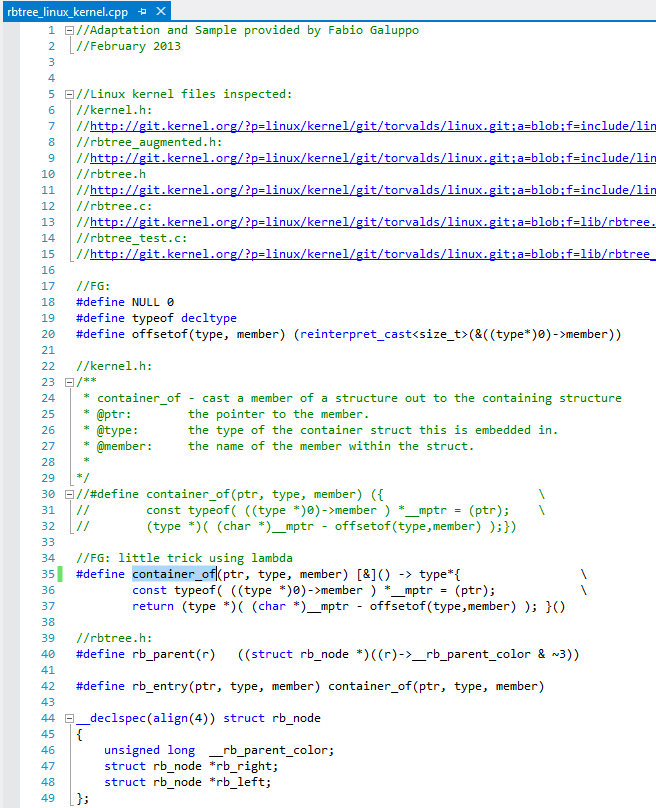 rbtree_linux_kernel.cpp
1 //Adaptation and Sample provided by Fabio Galuppo
2 //February 2013
3
4
5 //Linux kernel files inspected:
6 //kernel.h:
7 //http://git.kernel.org/?p=linux/kernel/git/torvalds/linux.git;a=blob;f=include/lin
8 //rbtree_augmented.h:
9 //http://git.kernel.org/?p=linux/kernel/git/torvalds/linux.git;a=blob;f=include/lin
10 //rbtree.h
11 //http://git.kernel.org/?p=linux/kernel/git/torvalds/linux.git;a=blob;f=include/lin
12 //rbtree.c:
13 //http://git.kernel.org/?p=linux/kernel/git/torvalds/linux.git;a=blob;f=lib/rbtree.
14 //rbtree_test.c:
15 //http://git.kernel.org/?p=linux/kernel/git/torvalds/linux.git;a=blob;f=lib/rbtree_
16
17 //FG:
18 #define NULL 0
19 #define typeof decltype
20 #define offsetof(type, member) (reinterpret_cast<size_t>(&((type*)0)->member))
21
22 //kernel.h:
23 /**
24 * container_of - cast a member of a structure out to the containing structure
25 * @ptr: the pointer to the member.
26 * @type: the type of the container struct this is embedded in.
27 * @member: the name of the member within the struct.
28 *
29 */
30 //#define container_of(ptr, type, member) ({ \
31 // const typeof( ((type *)0)->member ) *__mptr = (ptr); \
32 // (type *)( (char *)__mptr - offsetof(type,member) );})
33
34 //FG: little trick using lambda
35 #define container_of(ptr, type, member) [&]() -> type*{ \
36 const typeof( ((type *)0)->member ) *__mptr = (ptr); \
37 return (type *)( (char *)__mptr - offsetof(type,member) ); }()
38
39 //rbtree.h:
40 #define rb_parent(r) ((struct rb_node *)((r)->__rb_parent_color & ~3))
41
42 #define rb_entry(ptr, type, member) container_of(ptr, type, member)
43
44 __declspec(align(4)) struct rb_node
45 {
46 unsigned long __rb_parent_color;
47 struct rb_node *rb_right;
48 struct rb_node *rb_left;
49 };